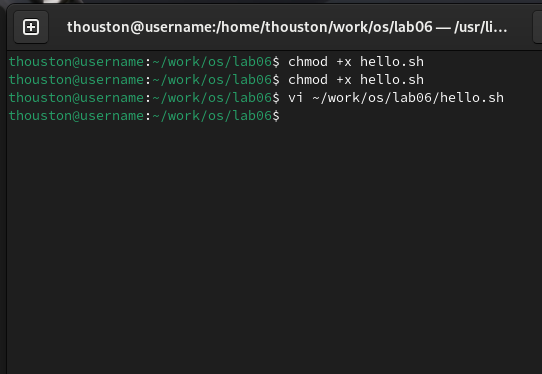 thouston@username:/home/thouston/work/os/lab06 — /usr/li...
thouston@username:~/work/os/lab06$ chmod +x hello.sh
thouston@username:~/work/os/lab06$ chmod +x hello.sh
thouston@username:~/work/os/lab06$ vi ~/work/os/lab06/hello.sh
thouston@username:~/work/os/lab06$